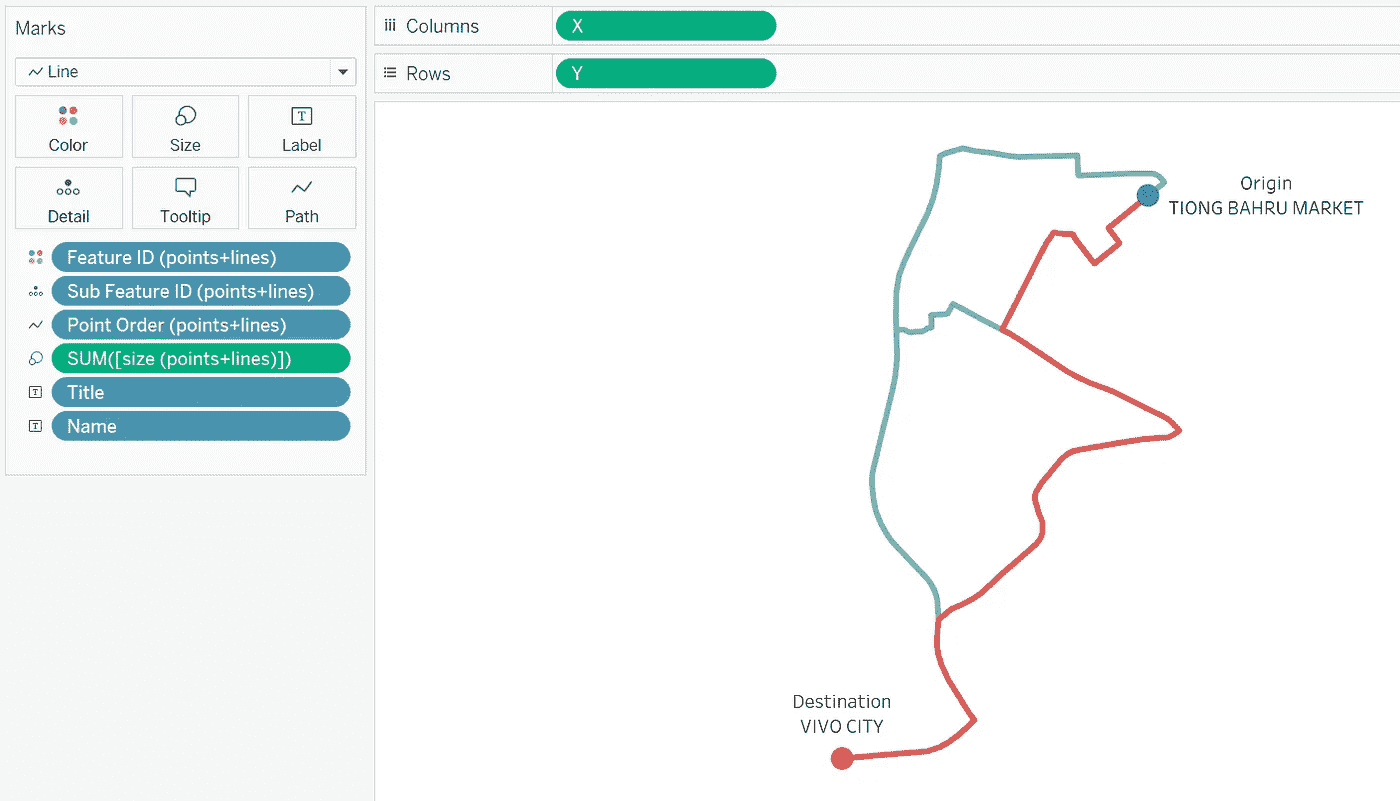 Marks
Line
Color
Size
T
Label
Detail
Tooltip
Path
Feature ID (points+lines)
Sub Feature ID (points+lines)
Point Order (points+lines)
SUM([size (points+lines)])
T
Title
T
Name
iii Columns
X
Rows
Y
Origin
TIONG BAHRU MARKET
Destination
VIVO CITY